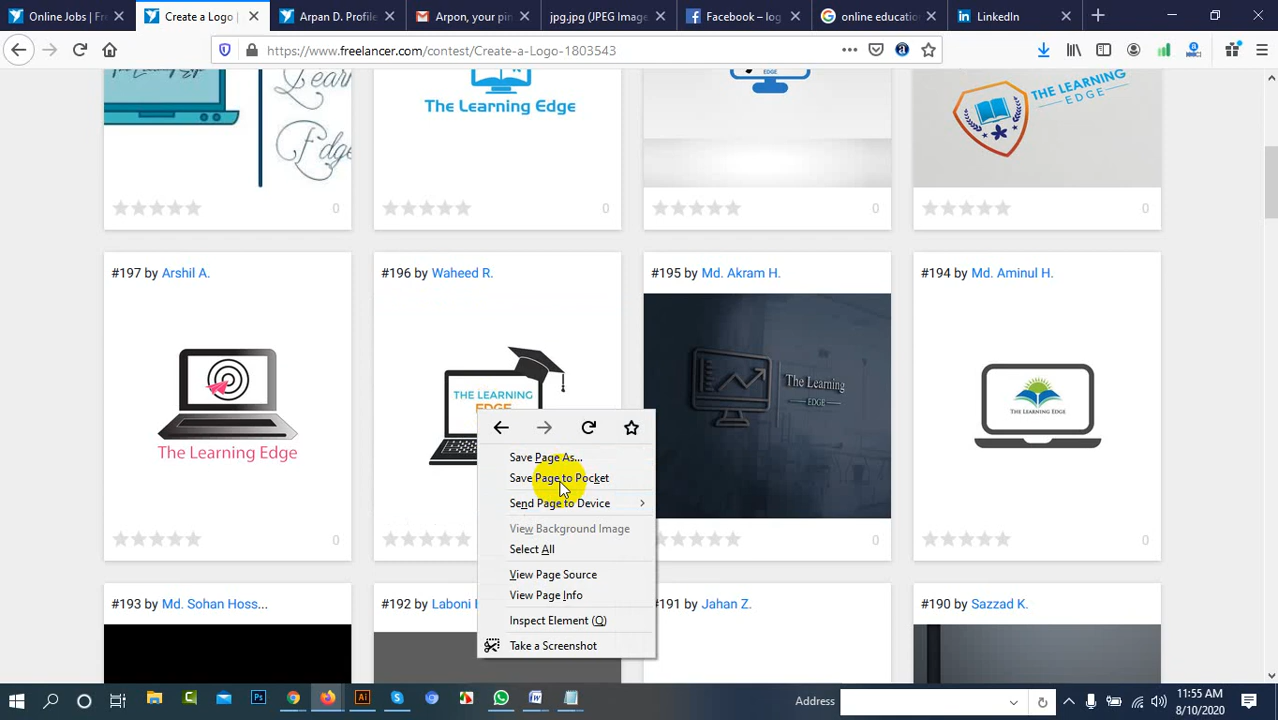 Online Jobs | F
Create a Logo |
Arpan D. Profile
Arpon, your pin
jpg.jpg (JPEG Imag
Facebook – log
online educatio
LinkedIn
https://www.freelancer.com/contest/Create-a-Logo-1803543
Learn
Edge
The Learning Edge
EDGE
THE LEARNING
EDGE
0
0
0
0
#197 by Arshil A.
#196 by Waheed R.
#195 by Md. Akram H.
#194 by Md. Aminul H.
The Learning Edge
THE LEARNING
EDGE
The Learning
EDGE
THE LEARNING EDGE
Save Page As...
Save Page to Pocket
Send Page to Device
View Background Image
Select All
View Page Source
View Page Info
Inspect Element (Q)
Take a Screenshot
0
0
0
#193 by Md. Sohan Hoss...
#192 by Laboni
#191 by Jahan Z.
#190 by Sazzad K.
Address
11:55 AM
8/10/2020